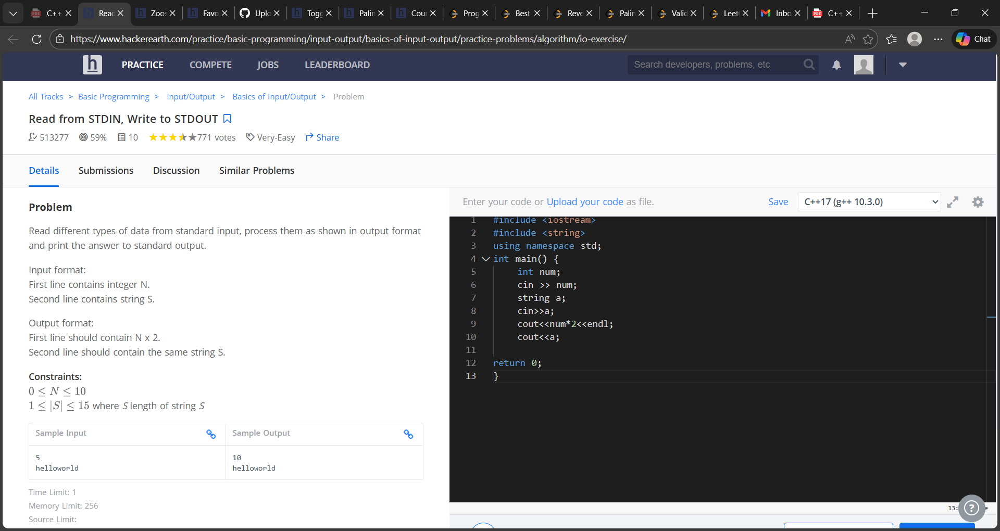 C++
Read
Zoo
Favo
Uplo
Togg
Palin
Cour
Prog
Best
Reve
Palin
Valid
Leet
Inbo
C++
https://www.hackerearth.com/practice/basic-programming/input-output/basics-of-input-output/practice-problems/algorithm/io-exercise/
Chat
h PRACTICE COMPETE JOBS LEADERBOARD
Search developers, problems, etc
All Tracks > Basic Programming > Input/Output > Basics of Input/Output > Problem
Read from STDIN, Write to STDOUT
513277 59% 10 ★★★★★771 votes Very-Easy Share
Details Submissions Discussion Similar Problems
Problem
Read different types of data from standard input, process them as shown in output format
and print the answer to standard output.
Input format:
First line contains integer N.
Second line contains string S.
Output format:
First line should contain N x 2.
Second line should contain the same string S.
Constraints:
0 ≤ N ≤ 10
1 ≤ |S| ≤ 15 where S length of string S
Sample Input Sample Output
5 10
helloworld helloworld
Time Limit: 1
Memory Limit: 256
Source Limit:
Enter your code or Upload your code as file. Save C++17 (g++ 10.3.0)
1 #include <iostream>
2 #include <string>
3 using namespace std;
4 int main() {
5 int num;
6 cin >> num;
7 string a;
8 cin>>a;
9 cout<<num*2<<endl;
10 cout<<a;
11
12 return 0;
13 }
13:
?